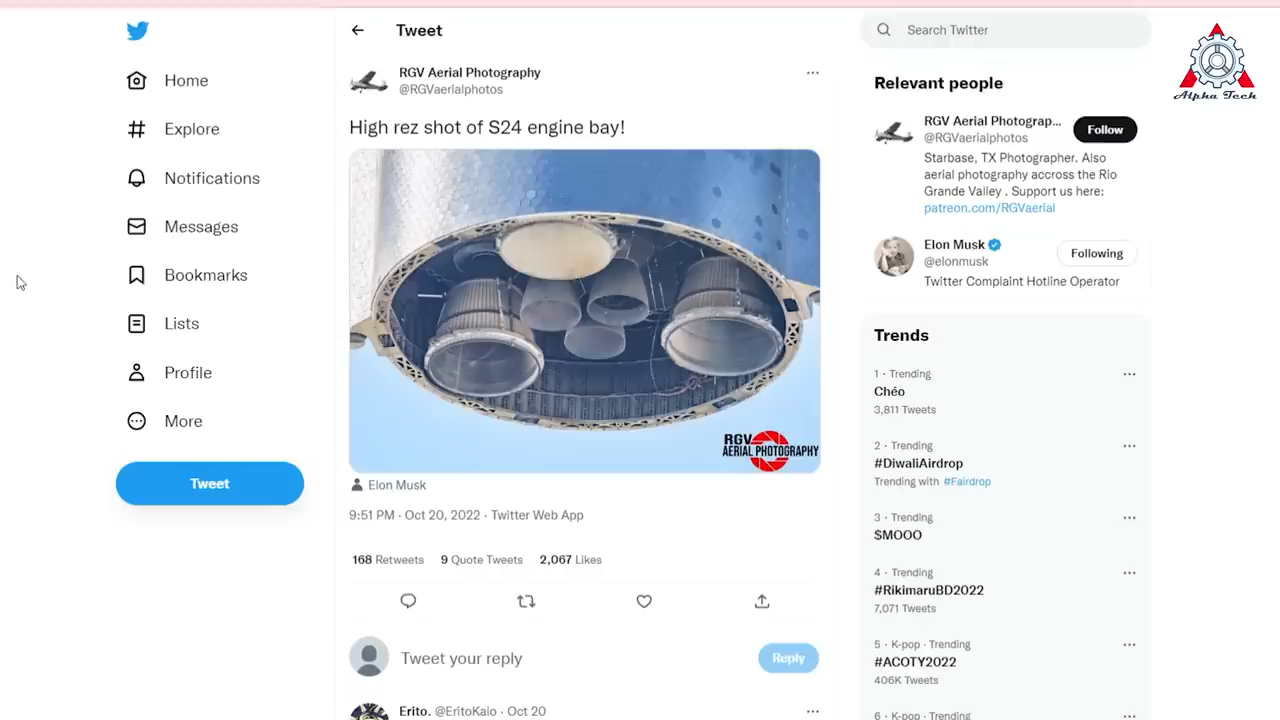 Home
Explore
Notifications
Messages
Bookmarks
Lists
Profile
More
Tweet
Tweet
RGV Aerial Photography
@RGVaerialphotos
High rez shot of S24 engine bay!
RGV
AERIAL PHOTOGRAPHY
Elon Musk
9:51 PM · Oct 20, 2022 · Twitter Web App
168 Retweets 9 Quote Tweets 2,067 Likes
Tweet your reply
Reply
Erito. @EritoKaio · Oct 20
Search Twitter
Relevant people
RGV Aerial Photograp...
@RGVaerialphotos
Follow
Starbase, TX Photographer. Also
aerial photography accross the Rio
Grande Valley . Support us here:
patreon.com/RGVaerial
Elon Musk
@elonmusk
Following
Twitter Complaint Hotline Operator
Trends
1 · Trending
Chéo
3,811 Tweets
2 · Trending
#DiwaliAirdrop
Trending with #Fairdrop
3 · Trending
$MOOO
4 · Trending
#RikimaruBD2022
7,071 Tweets
5 · K-pop · Trending
#ACOTY2022
406K Tweets
6 · K-pop · Trending
Alpha Tech